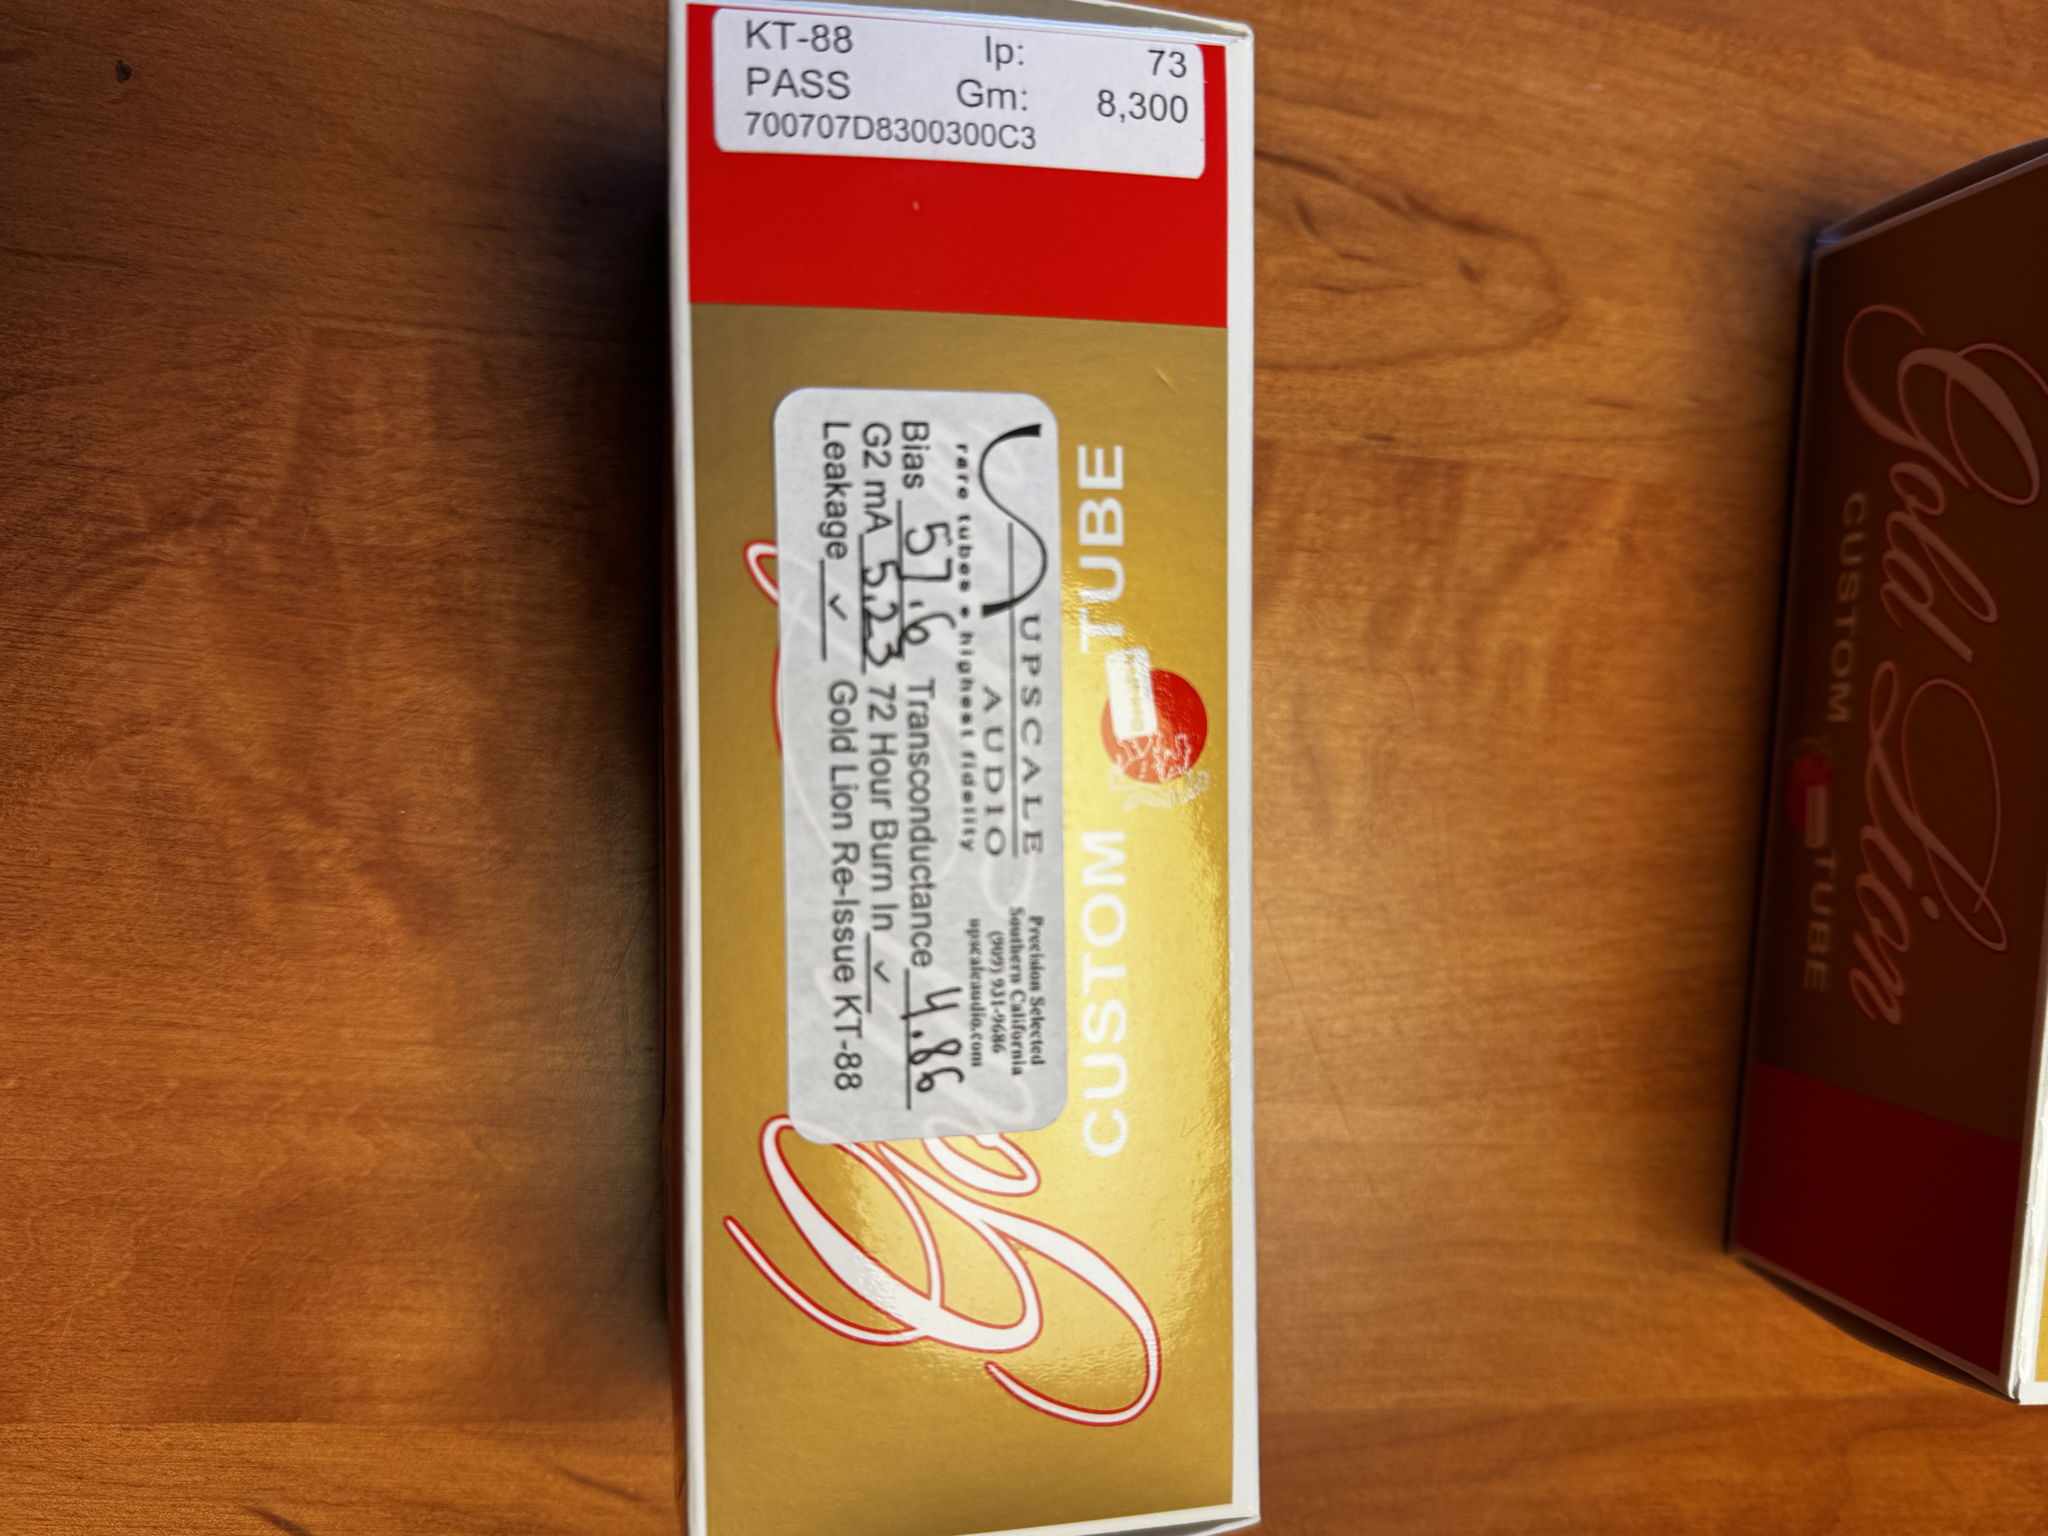 KT-88 Ip: 73
PASS Gm: 8,300
700707D8300300C3
CUSTOM TUBE
UPSCALE
AUDIO
rare tubes • highest fidelity
Precision Selected
Southern California
(909) 931-9686
upscaleaudio.com
Bias 57.6 Transconductance 4.86
G2 mA 5.23 72 Hour Burn In ✓
Leakage ✓ Gold Lion Re-Issue KT-88
Gold Lion
CUSTOM TUBE